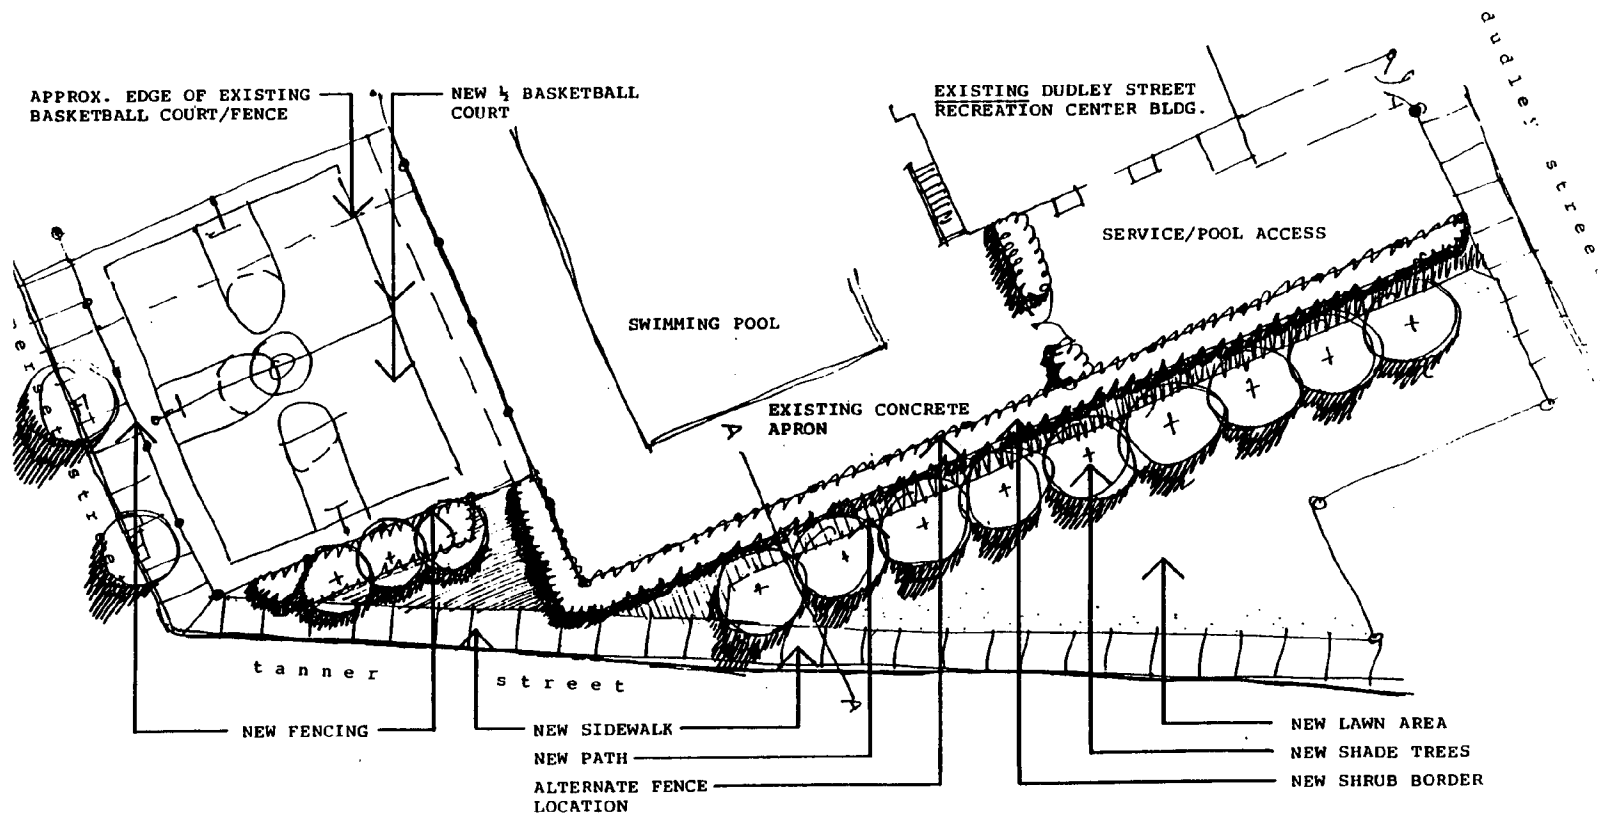 APPROX. EDGE OF EXISTING
BASKETBALL COURT/FENCE
NEW ½ BASKETBALL
COURT
EXISTING DUDLEY STREET
RECREATION CENTER BLDG.
dudley street
A
SERVICE/POOL ACCESS
SWIMMING POOL
EXISTING CONCRETE
APRON
A
tanner street
A
NEW FENCING
NEW SIDEWALK
NEW PATH
ALTERNATE FENCE
LOCATION
NEW LAWN AREA
NEW SHADE TREES
NEW SHRUB BORDER